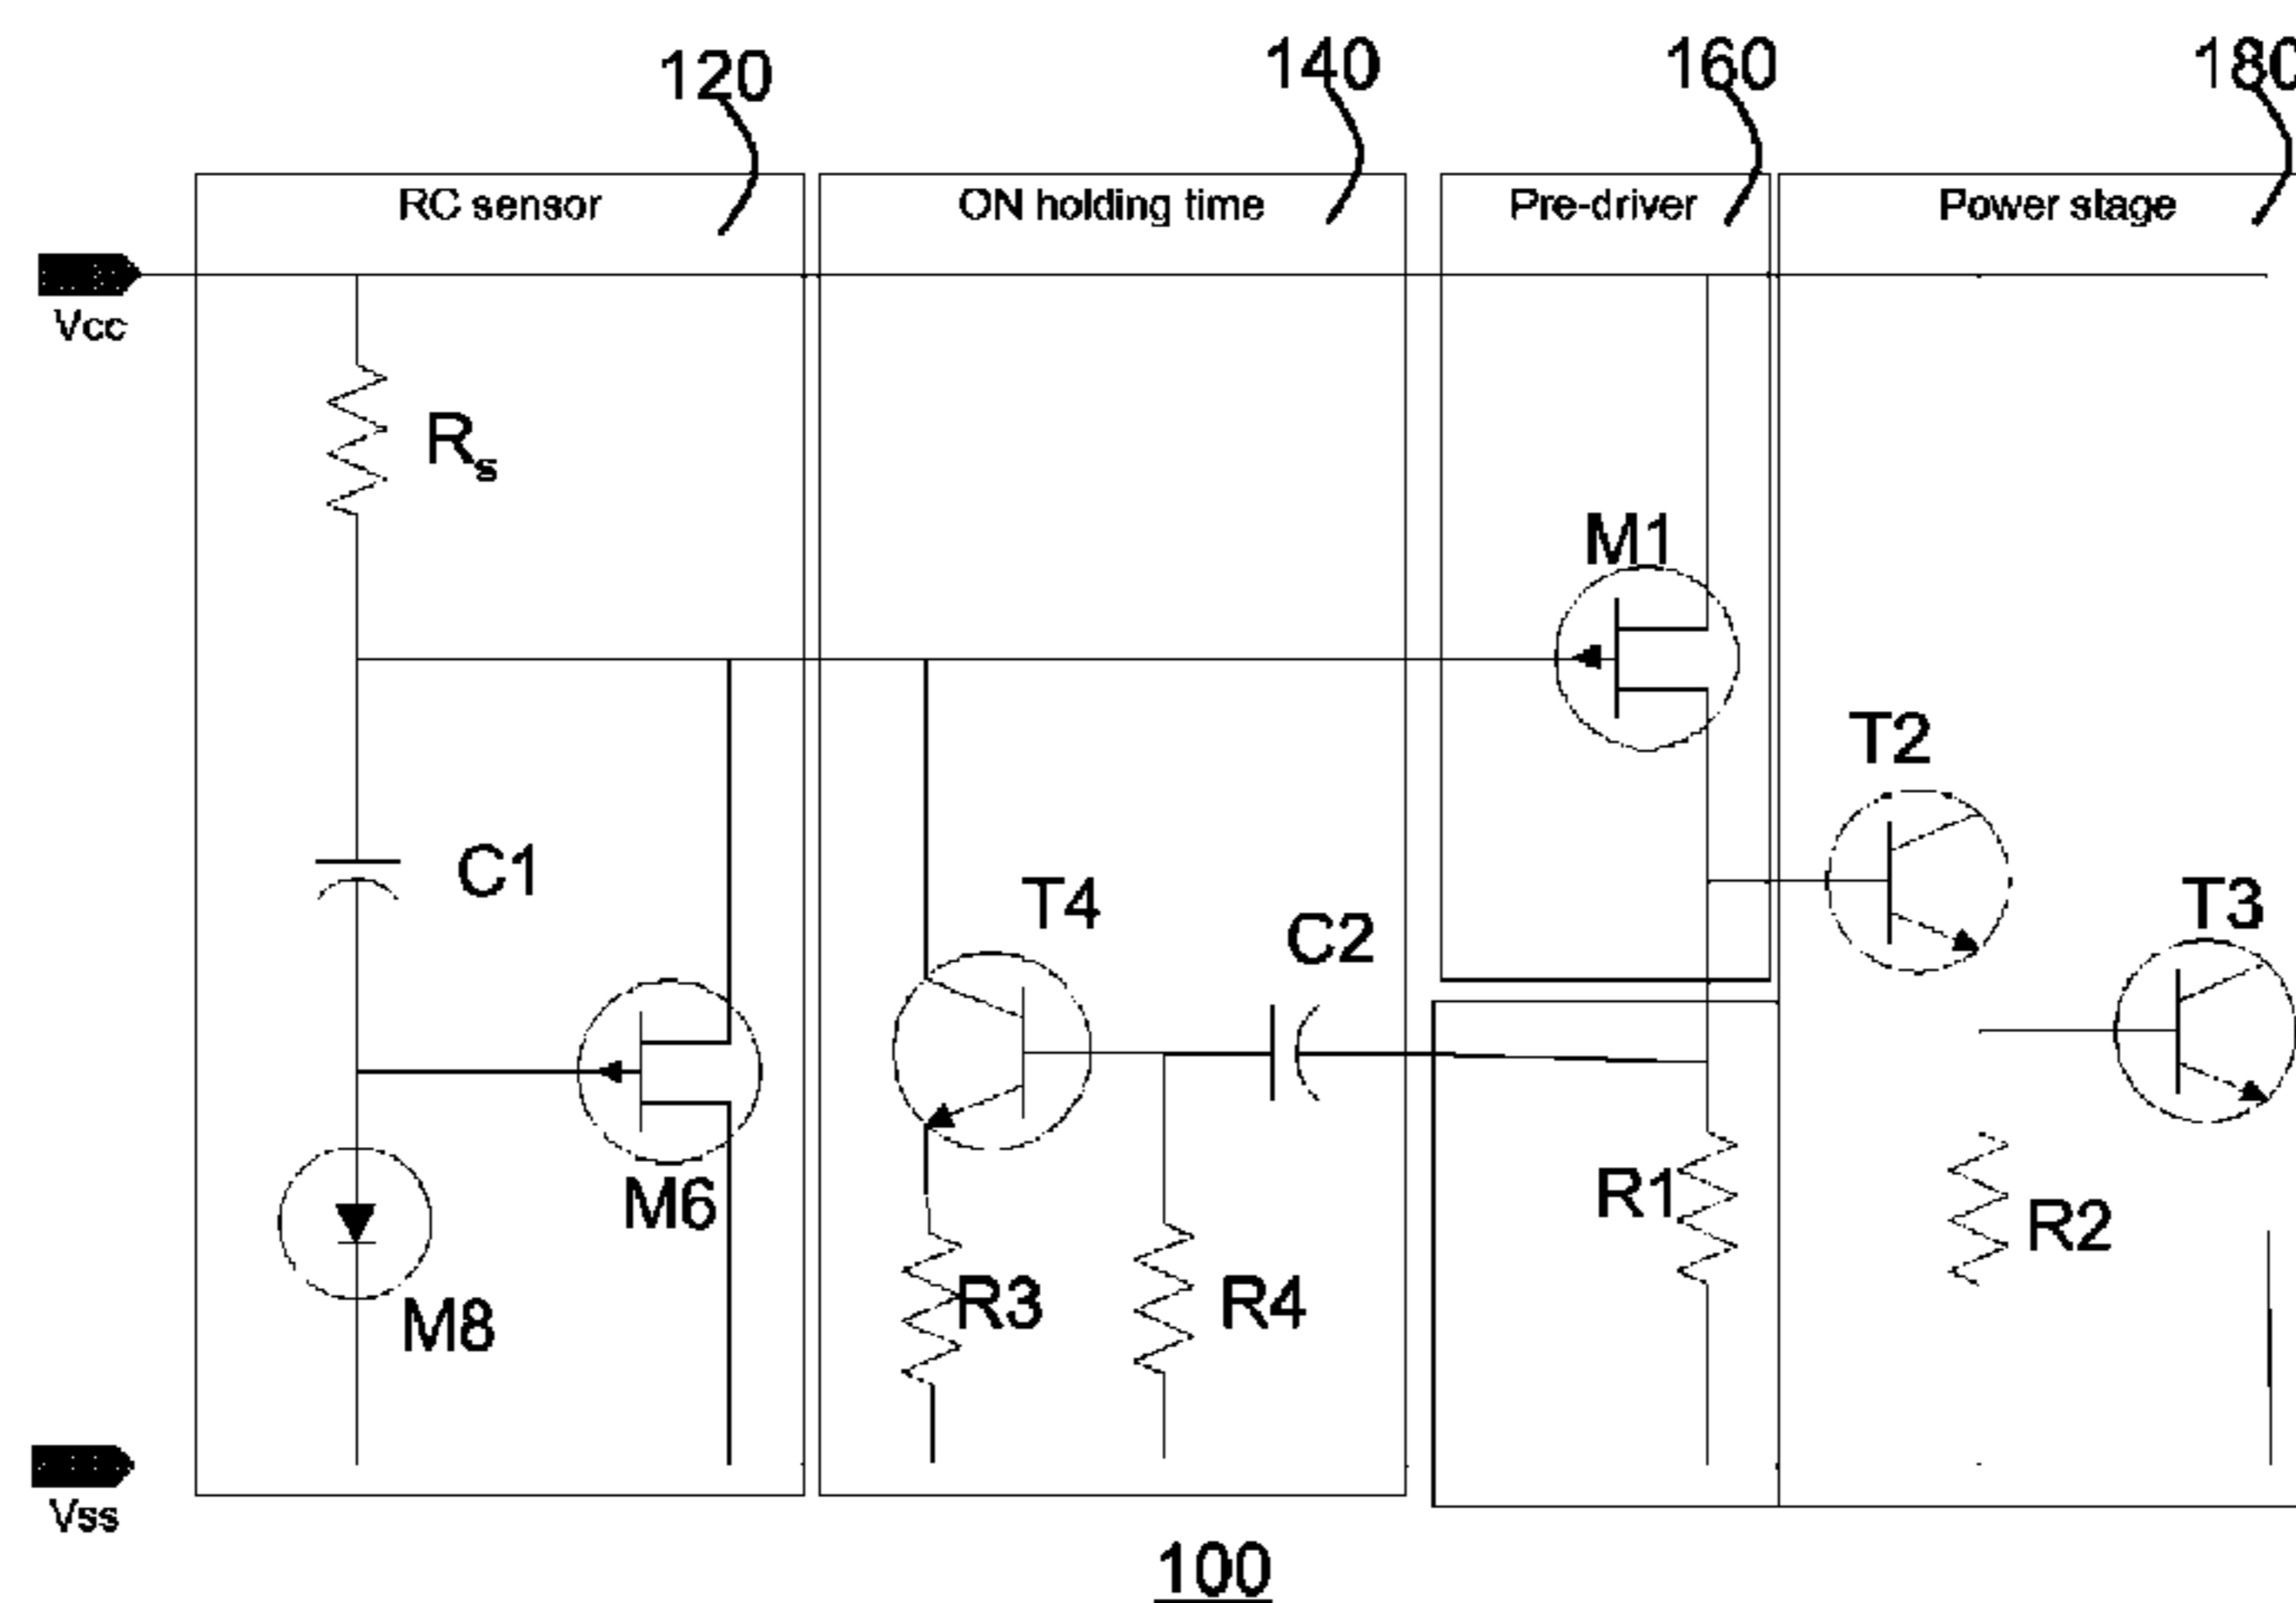 120
140
160
180
RC sensor
ON holding time
Pre-driver
Power stage
Vcc
Rs
M1
T2
C1
T4
C2
T3
M6
R1
R2
M8
R3
R4
Vss
100